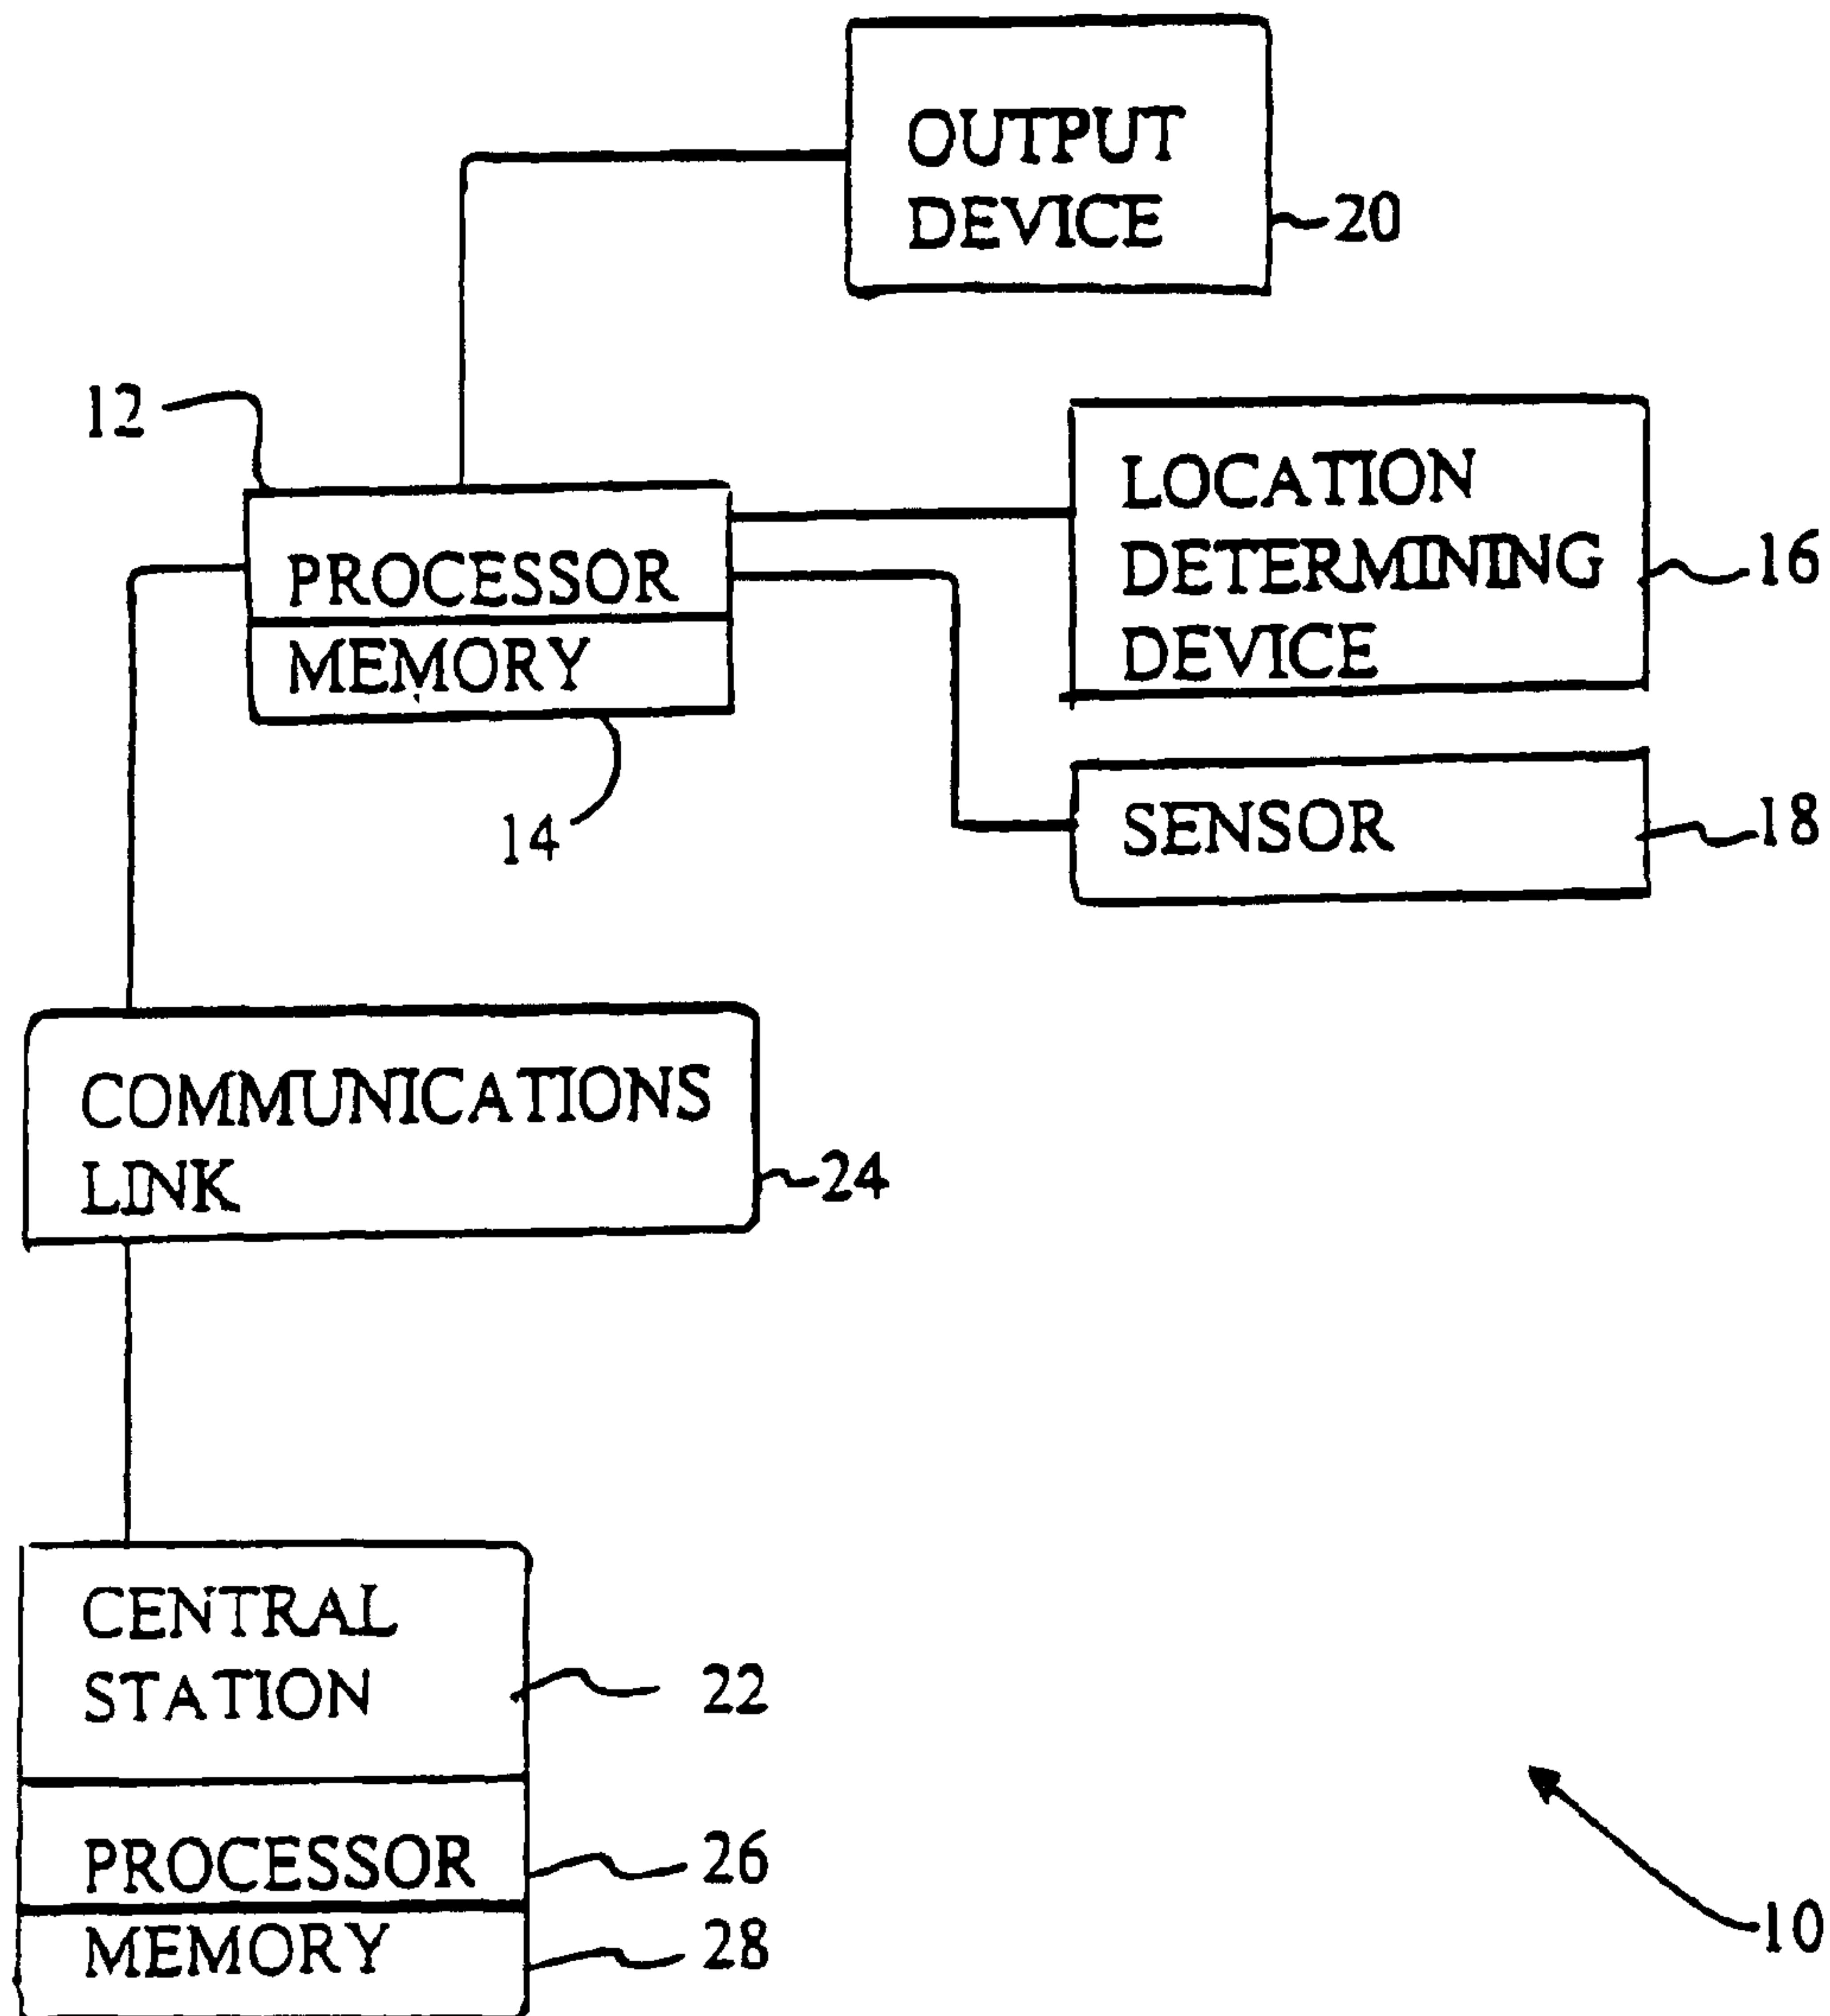 OUTPUT
DEVICE
20
12
LOCATION
DETERMINING
DEVICE
16
PROCESSOR
MEMORY
14
SENSOR
18
COMMUNICATIONS
LINK
24
CENTRAL
STATION
22
PROCESSOR
26
MEMORY
28
10